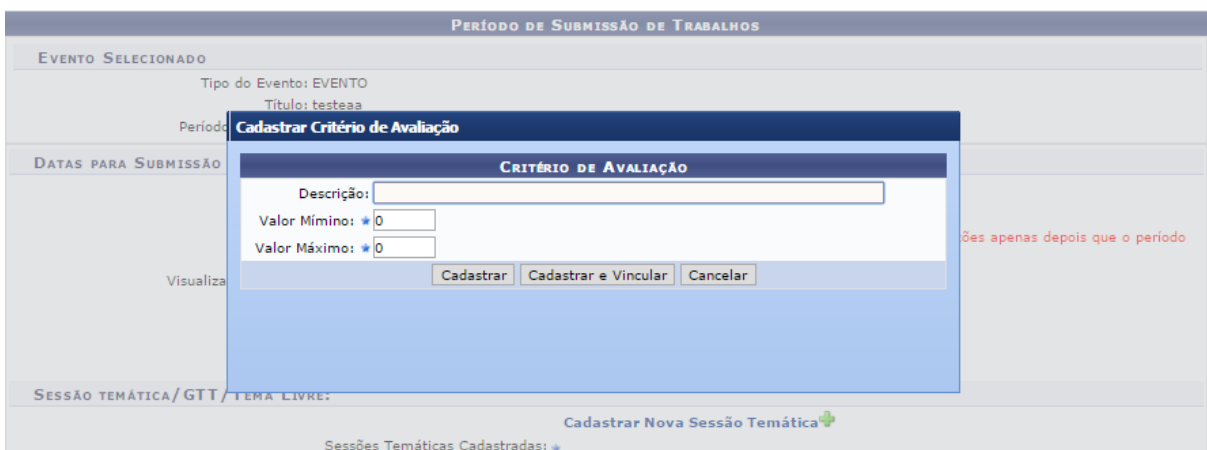 Período de Submissão de Trabalhos
Evento Selecionado
Tipo do Evento: EVENTO
Título: testeaa
Período
Cadastrar Critério de Avaliação
Datas para Submissão
Critério de Avaliação
Descrição:
Valor Mímino: 0
Valor Máximo: 0
ões apenas depois que o período
Cadastrar Cadastrar e Vincular Cancelar
Visualiza
Sessão temática/GTT/Tema Livre:
Cadastrar Nova Sessão Temática
Sessões Temáticas Cadastradas: